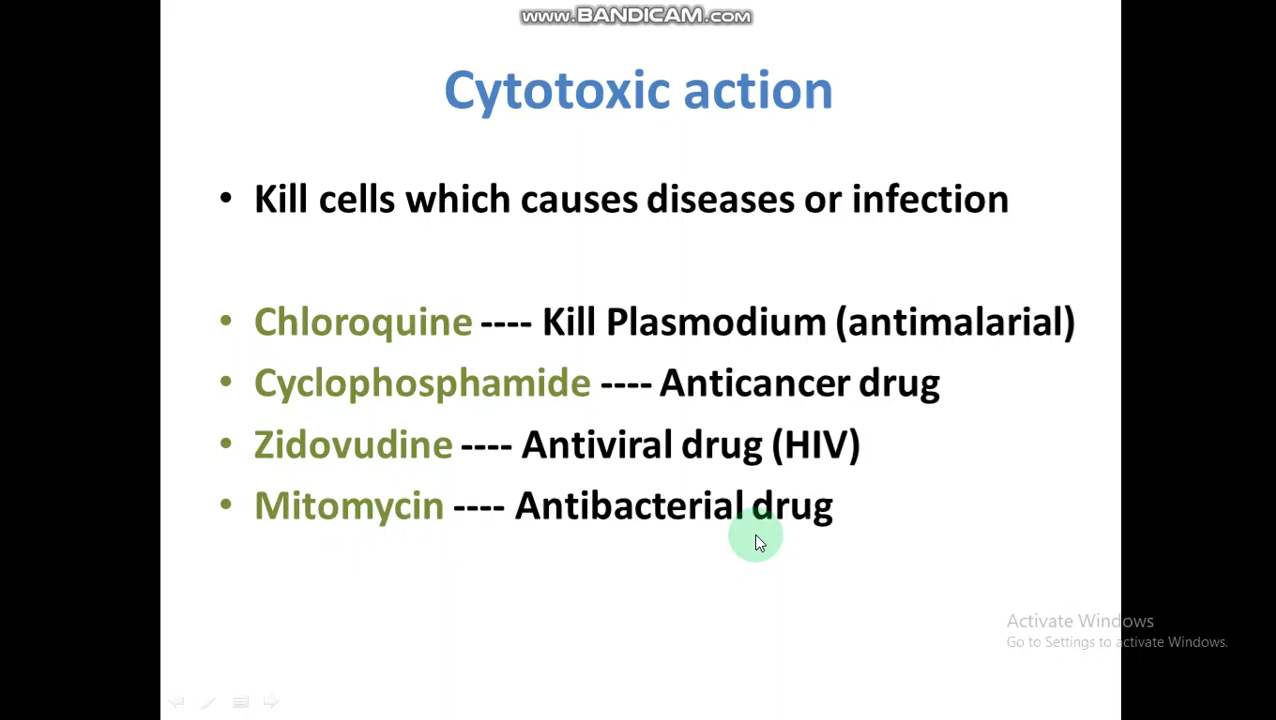 www.BANDICAM.com
Cytotoxic action
• Kill cells which causes diseases or infection
• Chloroquine ---- Kill Plasmodium (antimalarial)
• Cyclophosphamide ---- Anticancer drug
• Zidovudine ---- Antiviral drug (HIV)
• Mitomycin ---- Antibacterial drug
Activate Windows
Go to Settings to activate Windows.